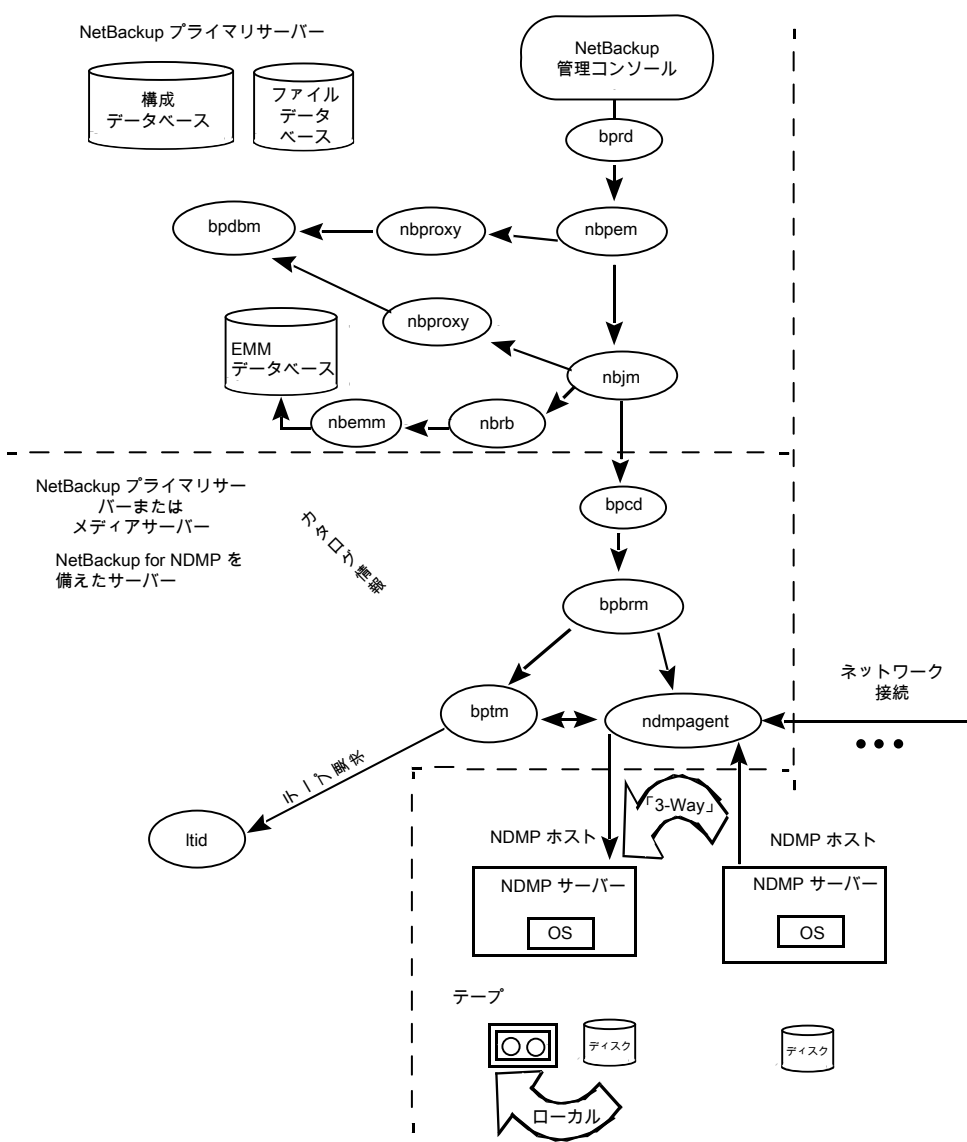 NetBackup プライマリサーバー
NetBackup
管理コンソール
構成
データベース
ファイル
データ
ベース
bprd
bpdbm
nbproxy
nbpem
nbproxy
EMM
データベース
nbjm
nbemm
nbrb
NetBackup プライマリサー
バーまたは
メディアサーバー
NetBackup for NDMP を
備えたサーバー
カタログ情報
bpcd
bpbrm
ネットワーク
接続
bptm
ndmpagent
テープ要求
ltid
「3-Way」
NDMP ホスト
NDMP ホスト
NDMP サーバー
NDMP サーバー
OS
OS
テープ
ディスク
ディスク
ローカル